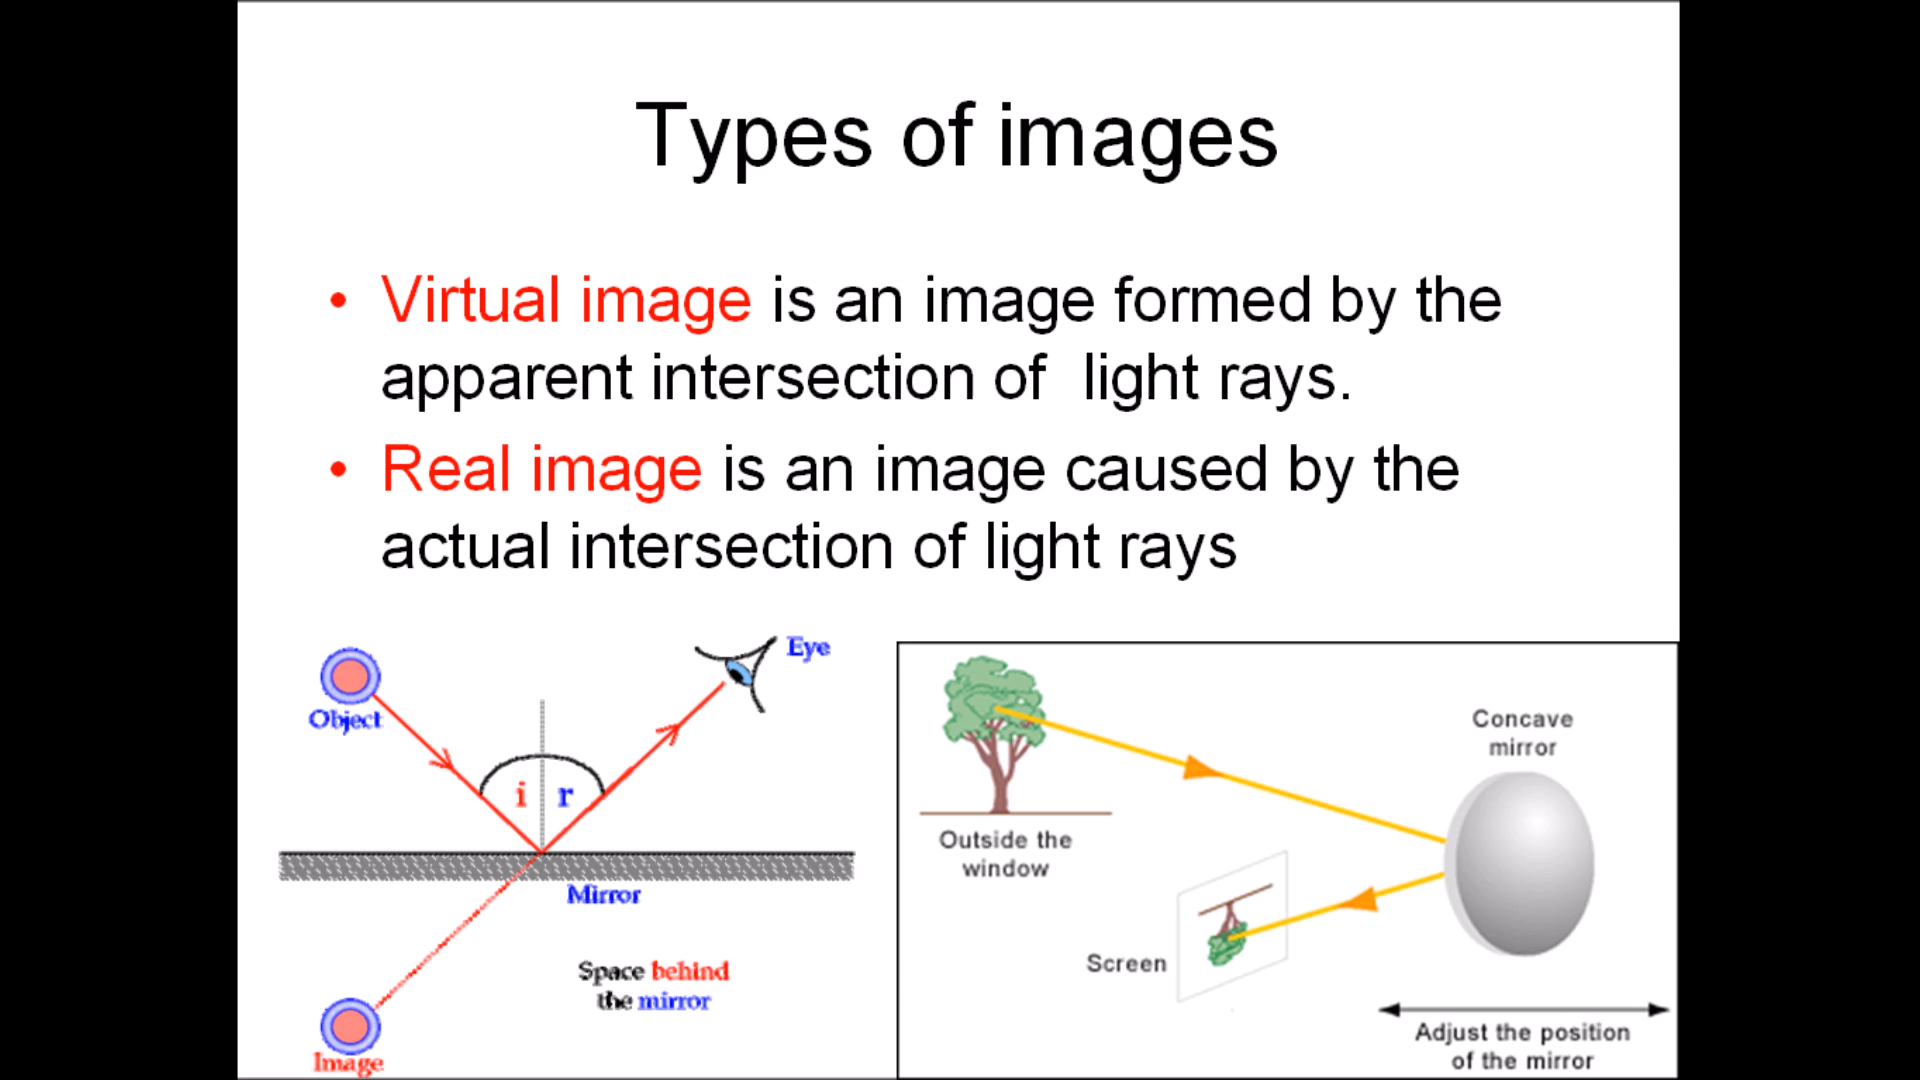 Types of images
• Virtual image is an image formed by the
apparent intersection of  light rays.
• Real image is an image caused by the
actual intersection of light rays
Eye
Object
i r
Mirror
Space behind
the mirror
Image
Concave
mirror
Outside the
window
Screen
Adjust the position
of the mirror